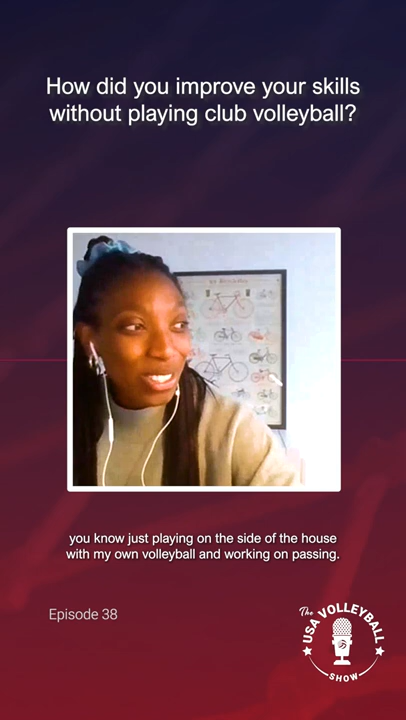 How did you improve your skills
without playing club volleyball?
you know just playing on the side of the house
with my own volleyball and working on passing.
Episode 38
The
USA VOLLEYBALL
SHOW